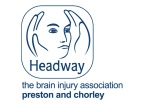 Headway
the brain injury association
preston and chorley